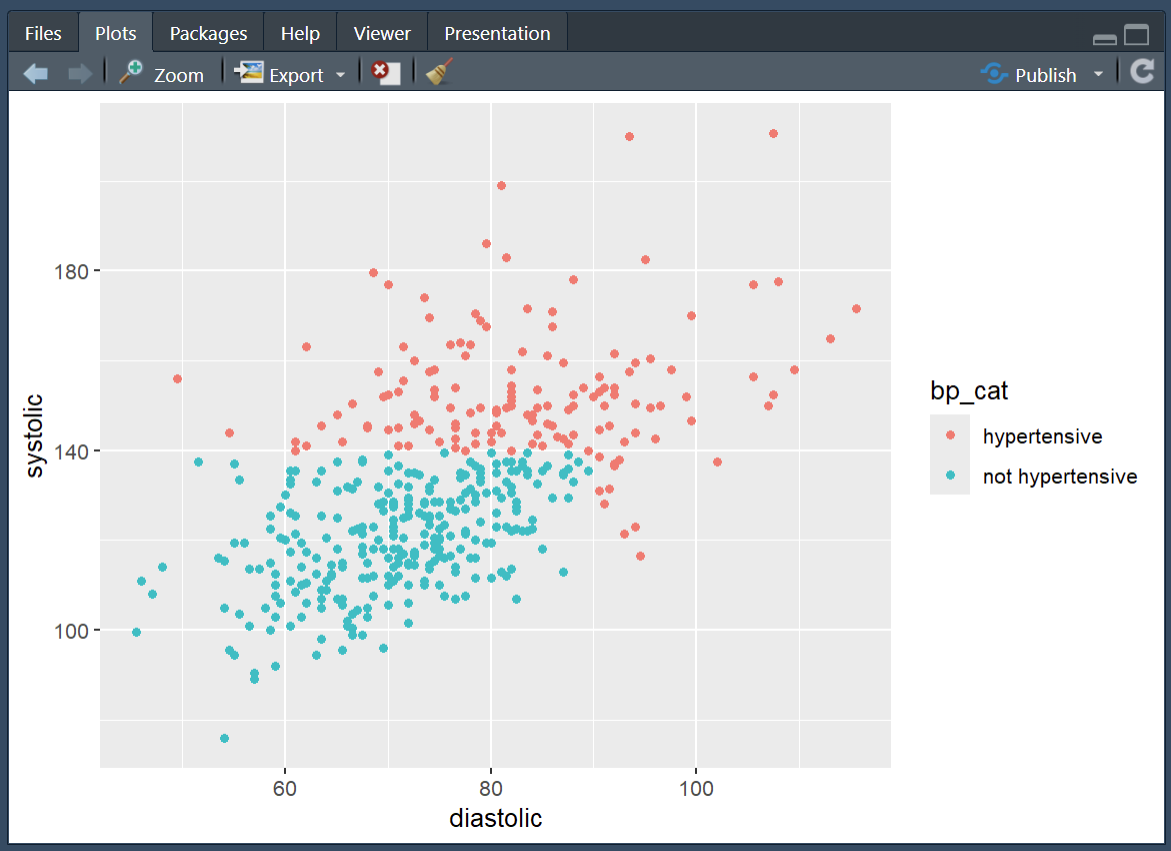 Files Plots Packages Help Viewer Presentation
Zoom Export Publish
180
140
100
systolic
60 80 100
diastolic
bp_cat
hypertensive
not hypertensive